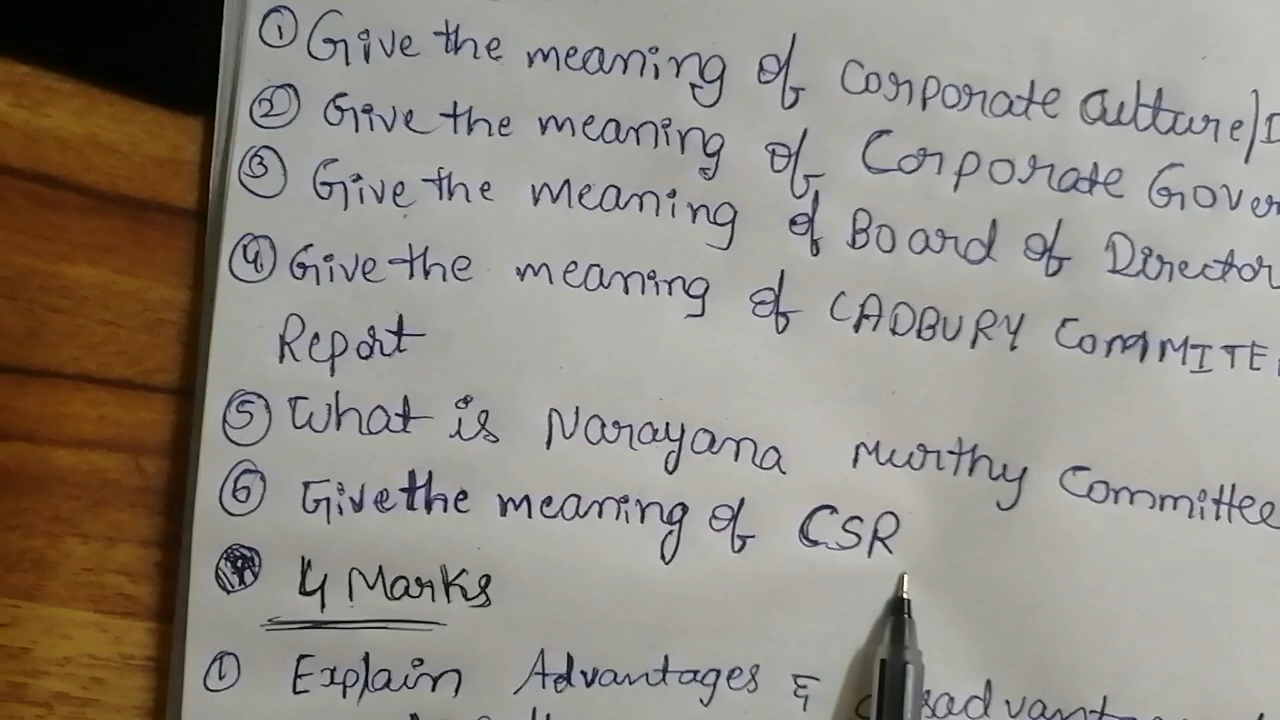 ① Give the meaning of Corporate Culture/
② Give the meaning of Corporate Gover
③ Give the meaning of Board of Director
④ Give the meaning of CADBURY COMMITE
Report
⑤ What is Narayana Murthy Committee
⑥ Give the meaning of CSR
4 Marks
① Explain Advantages &